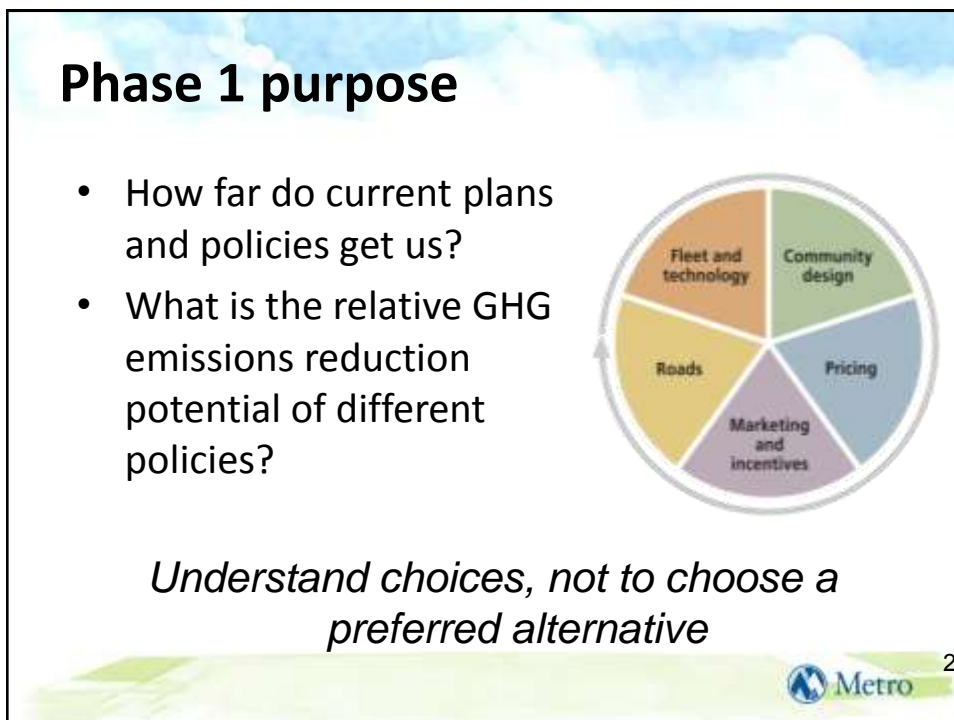 Phase 1 purpose
• How far do current plans
and policies get us?
• What is the relative GHG
emissions reduction
potential of different
policies?
Fleet and
technology
Community
design
Roads
Pricing
Marketing
and
incentives
Understand choices, not to choose a
preferred alternative
2
Metro